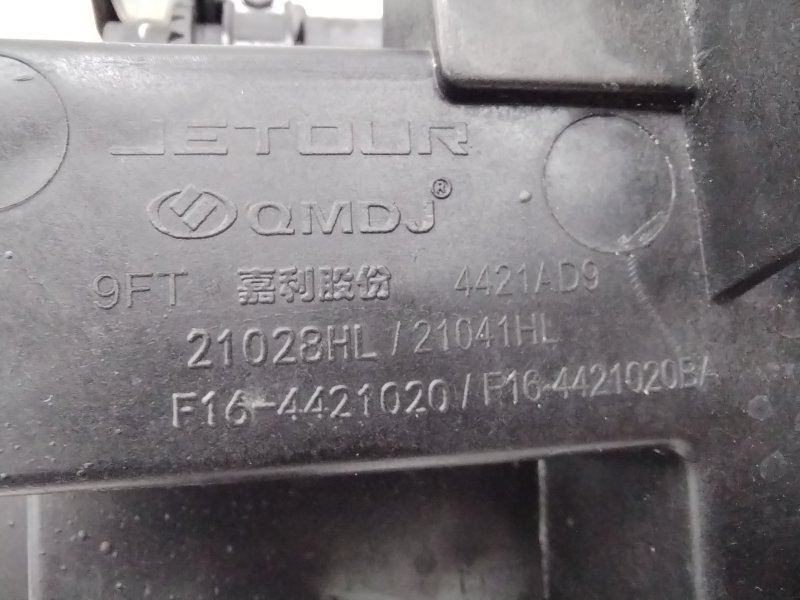 JETOUR
QMDJ®
9FT 嘉利股份 4421AD9
21028HL / 21041HL
F16-4421020 / F16-4421020BA